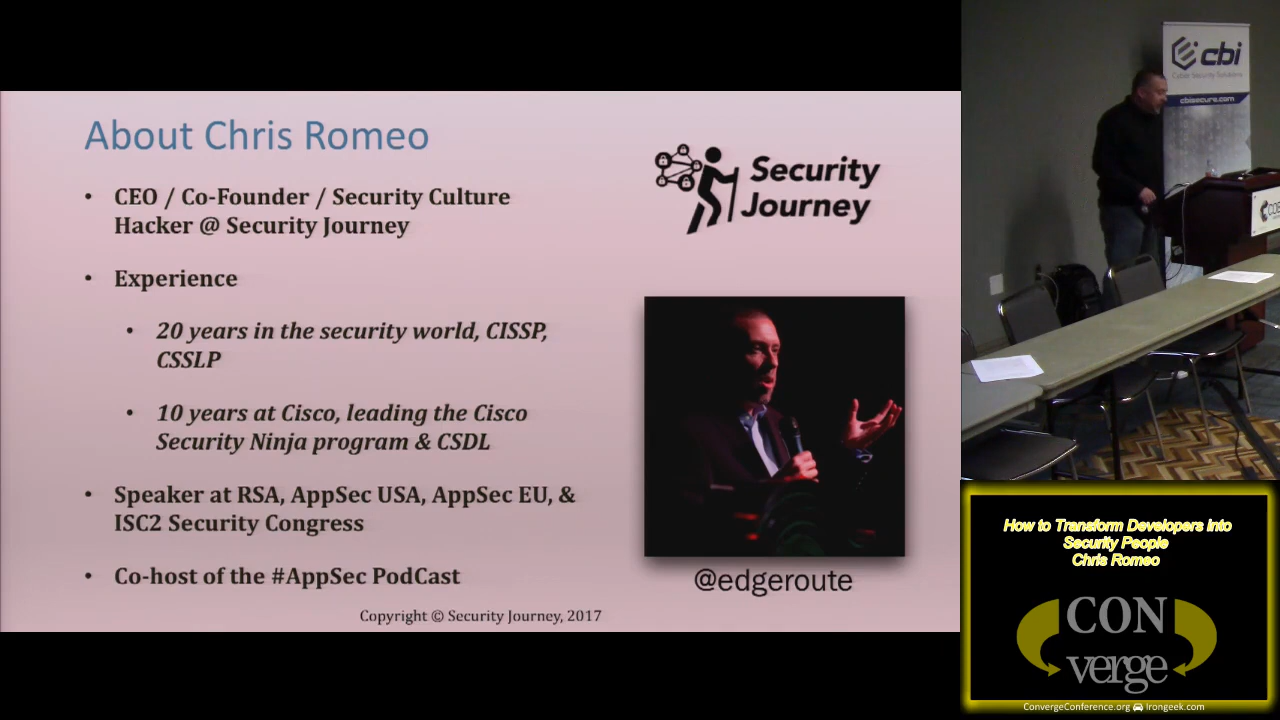 About Chris Romeo
• CEO / Co-Founder / Security Culture
Hacker @ Security Journey
• Experience
• 20 years in the security world, CISSP,
CSSLP
• 10 years at Cisco, leading the Cisco
Security Ninja program & CSDL
• Speaker at RSA, AppSec USA, AppSec EU, &
ISC2 Security Congress
• Co-host of the #AppSec PodCast
Security
Journey
@edgeroute
Copyright © Security Journey, 2017
cbi
Cyber Security Solutions
cbisecure.com
How to Transform Developers Into
Security People
Chris Romeo
CON
verge
ConvergeConference.org Irongeek.com